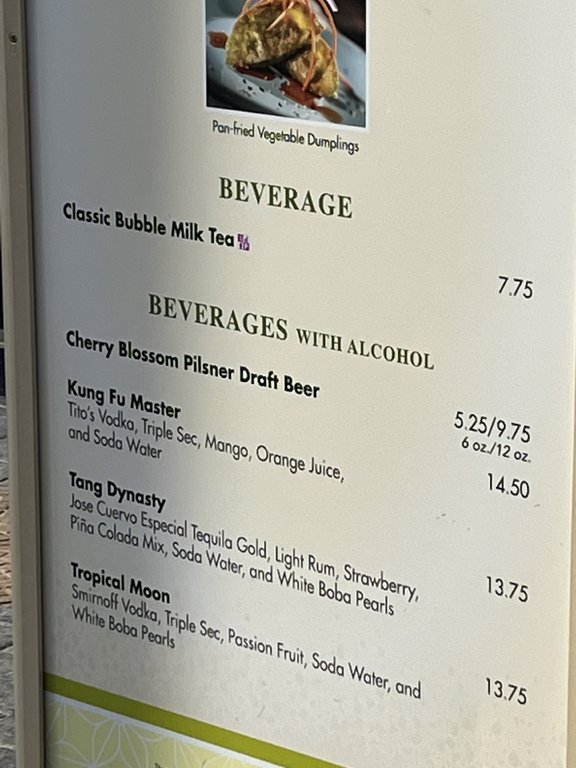 Pan-fried Vegetable Dumplings
BEVERAGE
Classic Bubble Milk Tea
7.75
BEVERAGES WITH ALCOHOL
Cherry Blossom Pilsner Draft Beer
5.25/9.75
6 oz./12 oz.
Kung Fu Master
14.50
Tito's Vodka, Triple Sec, Mango, Orange Juice,
and Soda Water
Tang Dynasty
13.75
Jose Cuervo Especial Tequila Gold, Light Rum, Strawberry,
Piña Colada Mix, Soda Water, and White Boba Pearls
Tropical Moon
13.75
Smirnoff Vodka, Triple Sec, Passion Fruit, Soda Water, and
White Boba Pearls